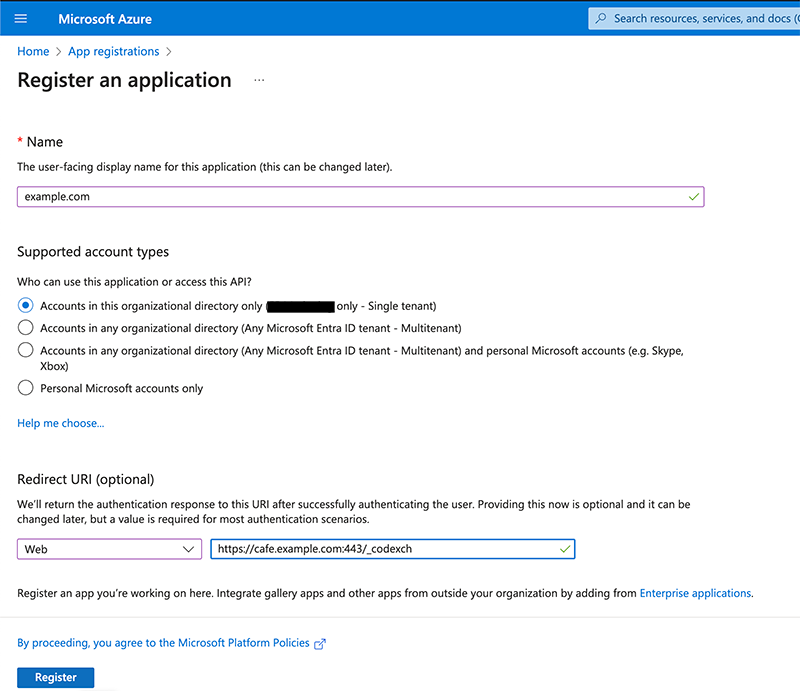 Microsoft Azure
Search resources, services, and docs (
Home > App registrations >
Register an application ...
* Name
The user-facing display name for this application (this can be changed later).
example.com
Supported account types
Who can use this application or access this API?
Accounts in this organizational directory only ( only - Single tenant)
Accounts in any organizational directory (Any Microsoft Entra ID tenant - Multitenant)
Accounts in any organizational directory (Any Microsoft Entra ID tenant - Multitenant) and personal Microsoft accounts (e.g. Skype,
Xbox)
Personal Microsoft accounts only
Help me choose...
Redirect URI (optional)
We'll return the authentication response to this URI after successfully authenticating the user. Providing this now is optional and it can be
changed later, but a value is required for most authentication scenarios.
Web
https://cafe.example.com:443/_codexch
Register an app you're working on here. Integrate gallery apps and other apps from outside your organization by adding from Enterprise applications.
By proceeding, you agree to the Microsoft Platform Policies
Register